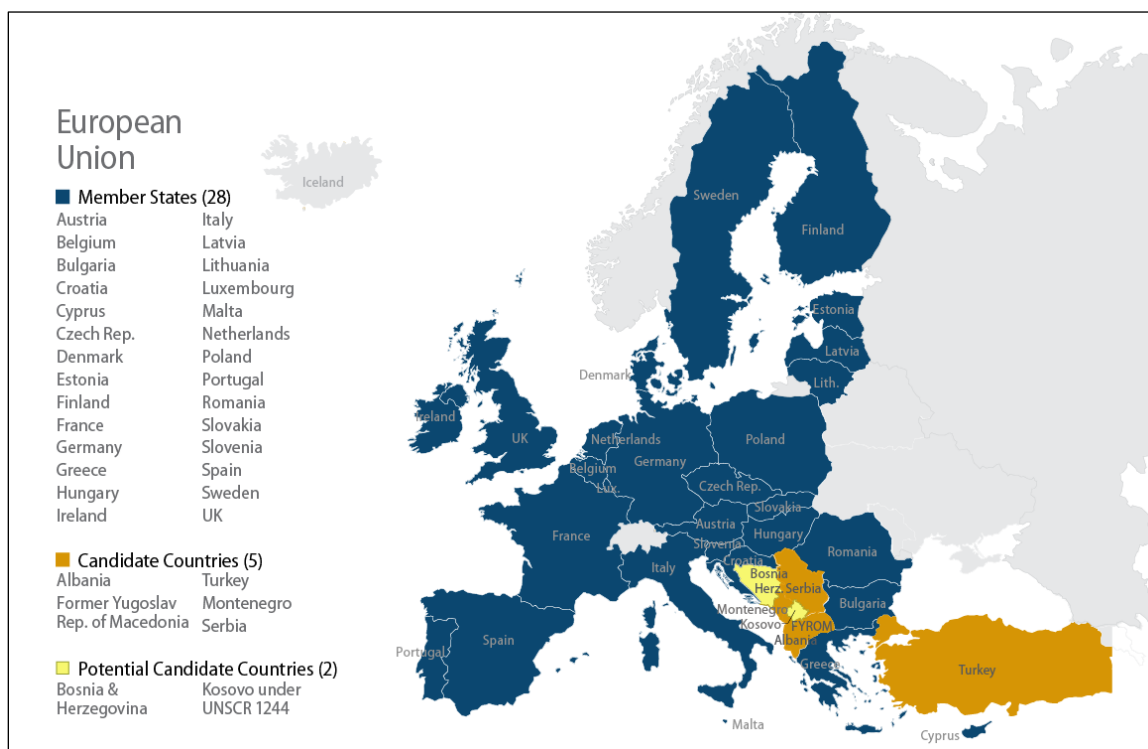 European
Union
Member States (28)
Austria Italy
Belgium Latvia
Bulgaria Lithuania
Croatia Luxembourg
Cyprus Malta
Czech Rep. Netherlands
Denmark Poland
Estonia Portugal
Finland Romania
France Slovakia
Germany Slovenia
Greece Spain
Hungary Sweden
Ireland UK
Candidate Countries (5)
Albania Turkey
Former Yugoslav Montenegro
Rep. of Macedonia Serbia
Potential Candidate Countries (2)
Bosnia & Kosovo under
Herzegovina UNSCR 1244
Iceland
Sweden
Finland
Estonia
Latvia
Lith.
Denmark
Ireland
UK
Netherlands
Poland
Belgium
Germany
Lux.
Czech Rep.
Slovakia
Austria
Hungary
France
Slovenia
Romania
Croatia
Italy
Bosnia
Herz. Serbia
Bulgaria
Montenegro
Kosovo
FYROM
Albania
Portugal
Spain
Greece
Turkey
Malta
Cyprus